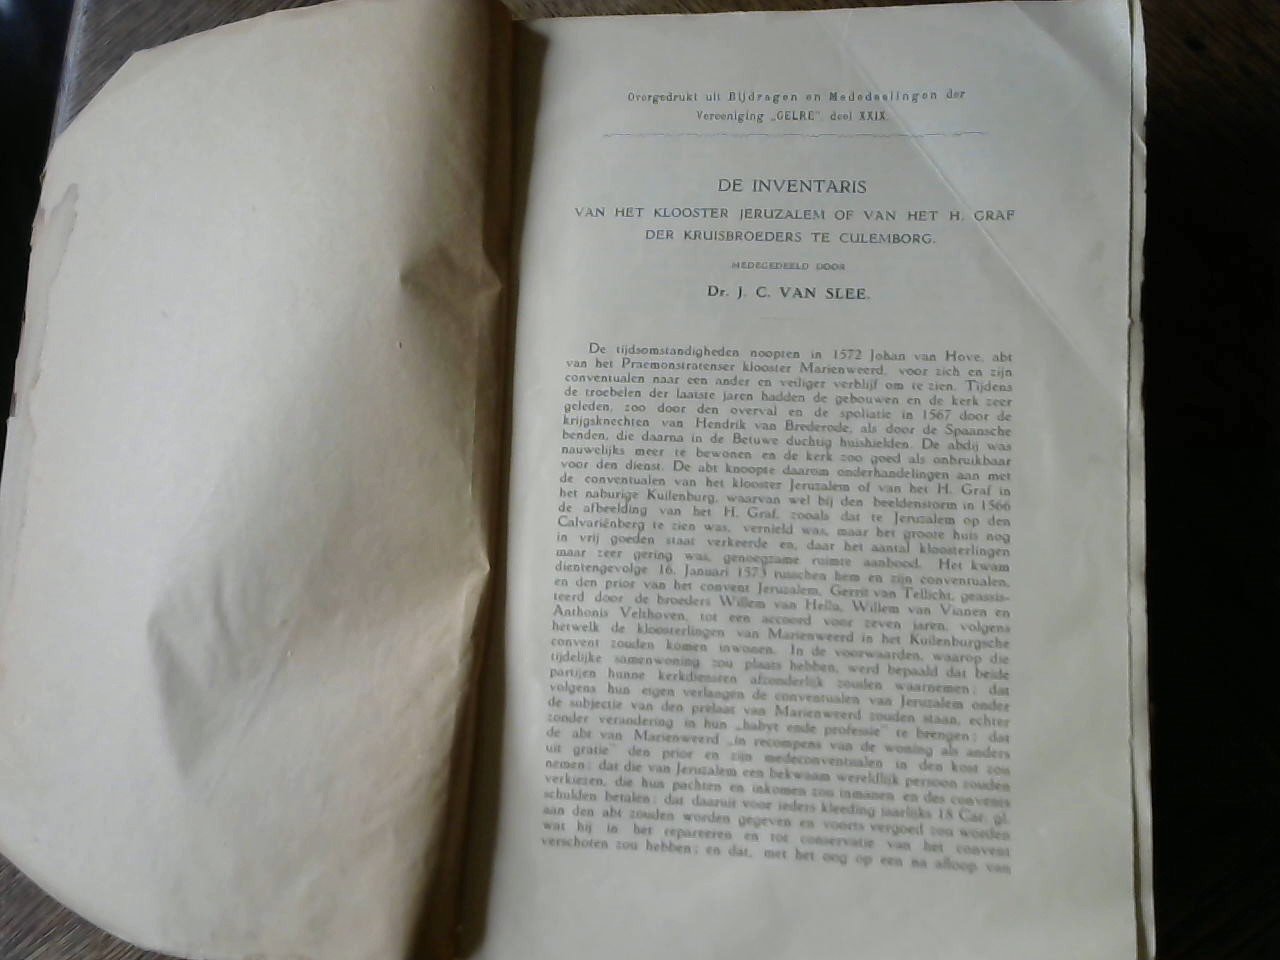 Overgedrukt uit Bijdragen en Mededeelingen der
Vereeniging „GELRE" deel XXIX.
DE INVENTARIS
VAN HET KLOOSTER JERUZALEM OF VAN HET H. GRAF
DER KRUISBROEDERS TE CULEMBORG.
MEDEGEDEELD DOOR
Dr. J. C. VAN SLEE.
De tijdsomstandigheden noopten in 1572 Johan van Hove, abt
van het Praemonstratenser klooster Marienweerd, voor zich en zijn
conventualen naar een ander en veiliger verblijf om te zien. Tijdens
de troebelen der laatste jaren hadden de gebouwen en de kerk zeer
geleden, zoo door den overval en de spoliatie in 1567 door de
krijgsknechten van Hendrik van Brederode, als door de Spaansche
benden, die daarna in de Betuwe duchtig huishielden. De abdij was
nauwelijks meer te bewonen en de kerk zoo goed als onbruikbaar
voor den dienst. De abt knoopte daarom onderhandelingen aan met
de conventualen van het klooster Jeruzalem of van het H. Graf in
het naburige Kuilenburg, waarvan wel bij den beeldenstorm in 1566
de afbeelding van het H. Graf, zooals dat te Jeruzalem op den
Calvariënberg te zien was, vernield was, maar het groote huis nog
in vrij goeden staat verkeerde en, daar het aantal kloosterlingen
maar zeer gering was, genoegzame ruimte aanbood. Het kwam
dientengevolge 16. Januari 1573 tusschen hem en zijn conventualen,
en den prior van het convent Jeruzalem, Gerrit van Tellicht, geassis-
teerd door de broeders Willem van Hellu, Willem van Vianen en
Anthonis Velthoven, tot een accoord voor zeven jaren, volgens
hetwelk de kloosterlingen van Marienweerd in het Kuilenburgsche
convent zouden komen inwonen. In de voorwaarden, waarop die
tijdelijke samenwoning zou plaats hebben, werd bepaald dat beide
partijen hunne kerkdiensten afzonderlijk zouden waarnemen; dat
volgens hun eigen verlangen de conventualen van Jeruzalem onder
de subjectie van den prelaat van Marienweerd zouden staan, echter
zonder verandering in hun „habyt ende professie" te brengen; dat
de abt van Marienweerd „in recompens van de woning als anders
uit gratie" den prior en zijn medeconventualen in den kost zou
nemen; dat die van Jeruzalem een bekwaam wereldlijk persoon zouden
verkiezen, die hun pachten en inkomen zou inmanen en des convents
schulden betalen; dat daaruit voor ieders kleeding jaarlijks 18 Car. gl.
aan den abt zouden worden gegeven en voorts vergoed zou worden
wat hij in het repareeren en tot conservatie van het convent
verschoten zou hebben; en dat, met het oog op een na afloop van